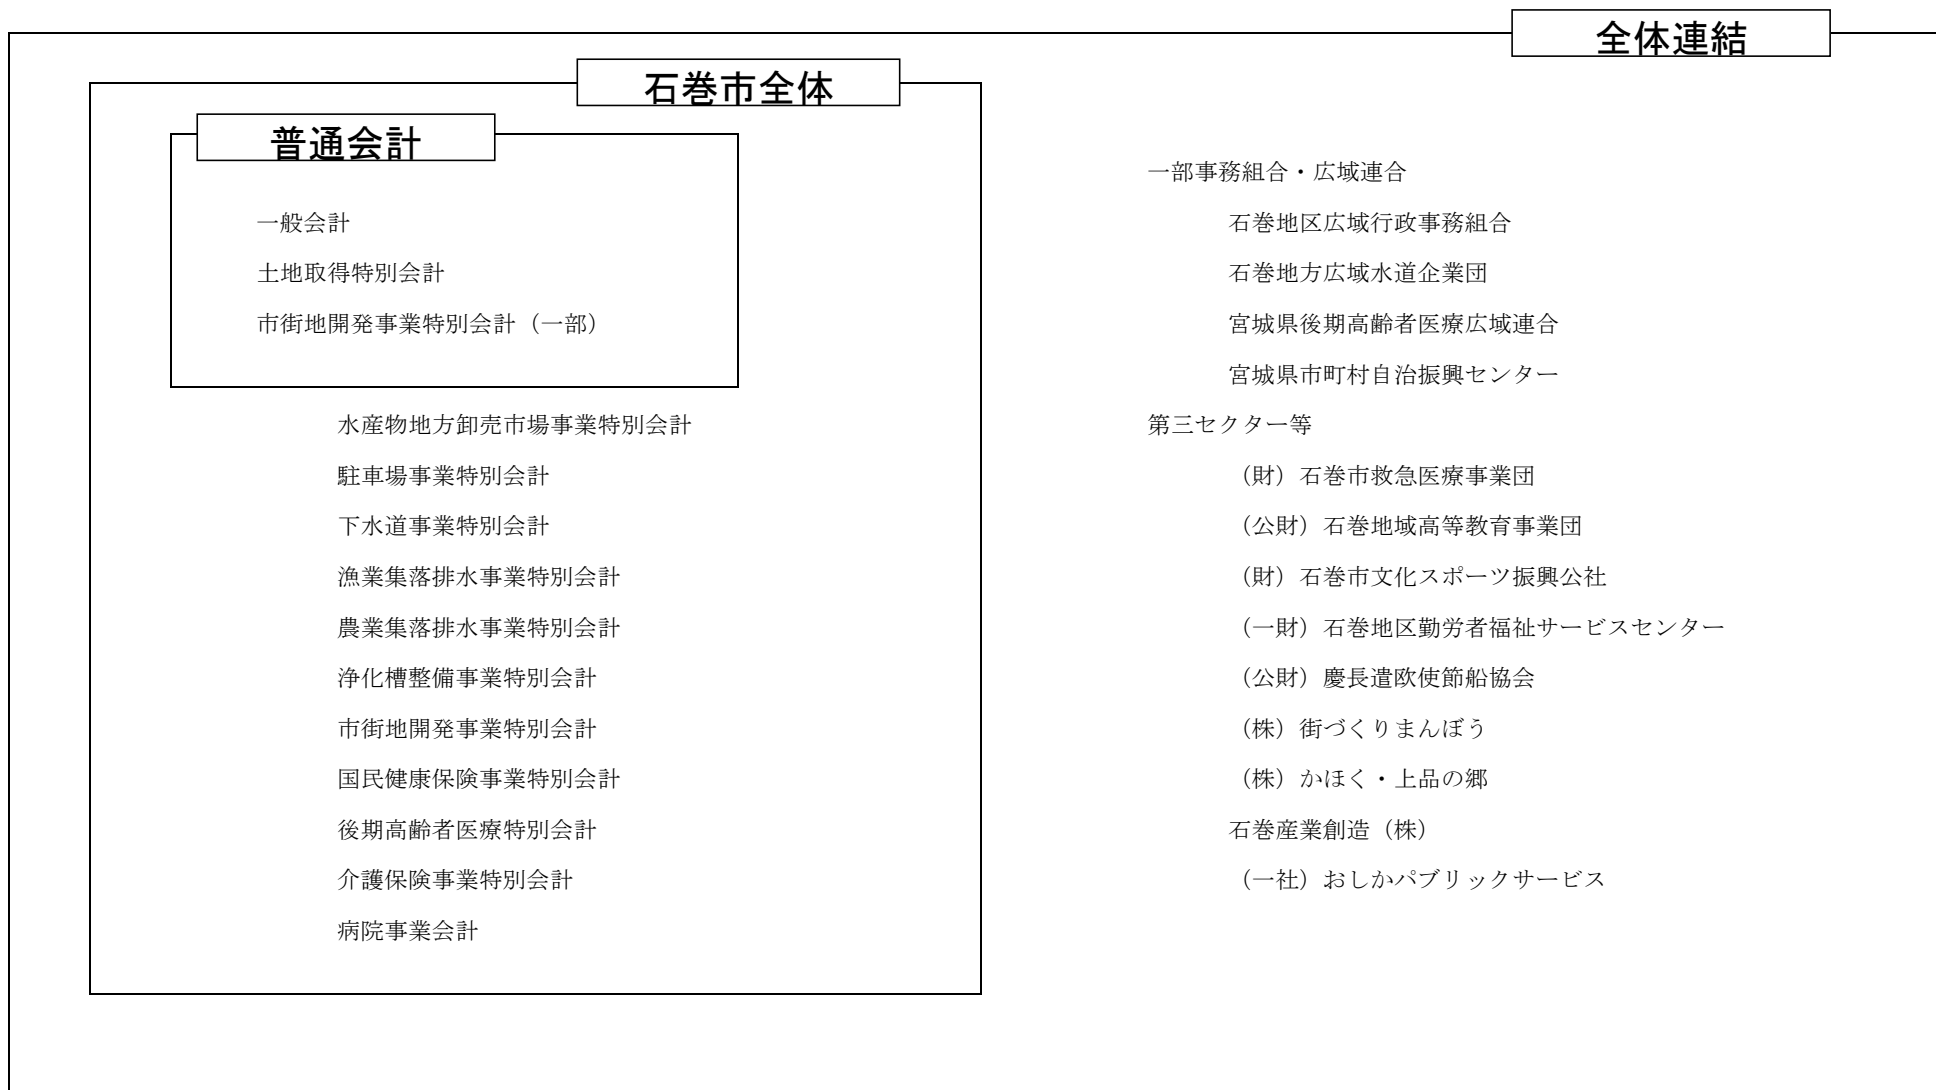 全体連結
石巻市全体
普通会計
一般会計
土地取得特別会計
市街地開発事業特別会計（一部）
水産物地方卸売市場事業特別会計
駐車場事業特別会計
下水道事業特別会計
漁業集落排水事業特別会計
農業集落排水事業特別会計
浄化槽整備事業特別会計
市街地開発事業特別会計
国民健康保険事業特別会計
後期高齢者医療特別会計
介護保険事業特別会計
病院事業会計
一部事務組合・広域連合
石巻地区広域行政事務組合
石巻地方広域水道企業団
宮城県後期高齢者医療広域連合
宮城県市町村自治振興センター
第三セクター等
（財）石巻市救急医療事業団
（公財）石巻地域高等教育事業団
（財）石巻市文化スポーツ振興公社
（一財）石巻地区勤労者福祉サービスセンター
（公財）慶長遣欧使節船協会
（株）街づくりまんぼう
（株）かほく・上品の郷
石巻産業創造（株）
（一社）おしかパブリックサービス